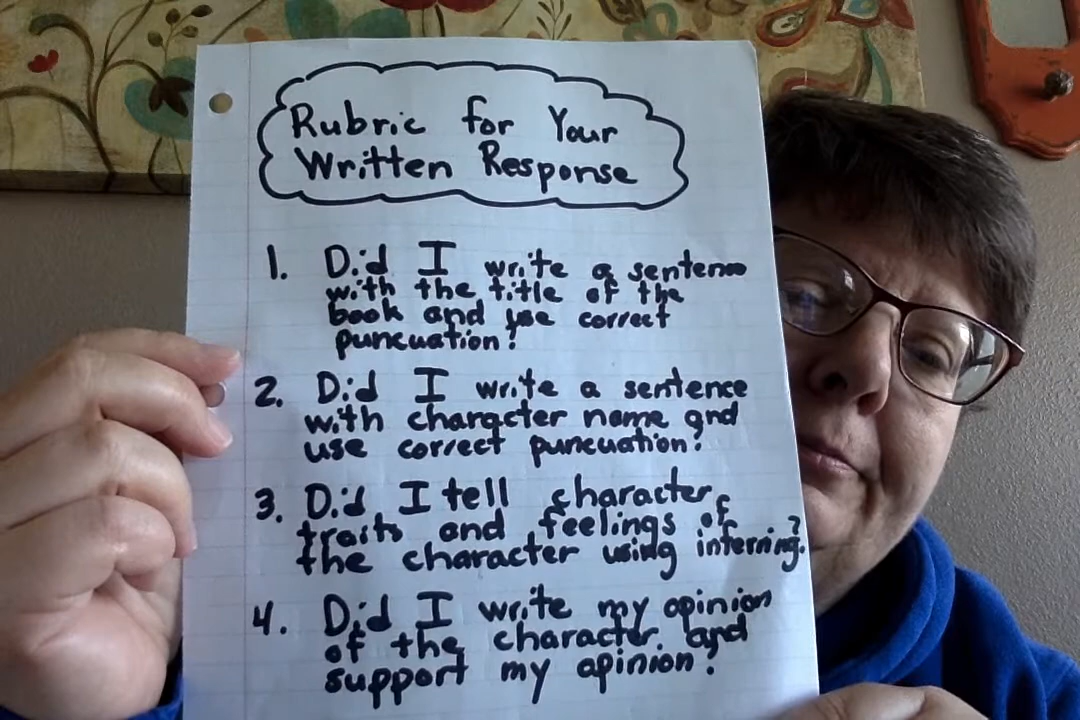 Rubric for Your
Written Response
1. Did I write a sentence
with the title of the
book and use correct
puncuation?
2. Did I write a sentence
with character name and
use correct puncuation?
3. Did I tell character
traits and feelings of
the character using inferring?
4. Did I write my opinion
of the character and
support my opinion?